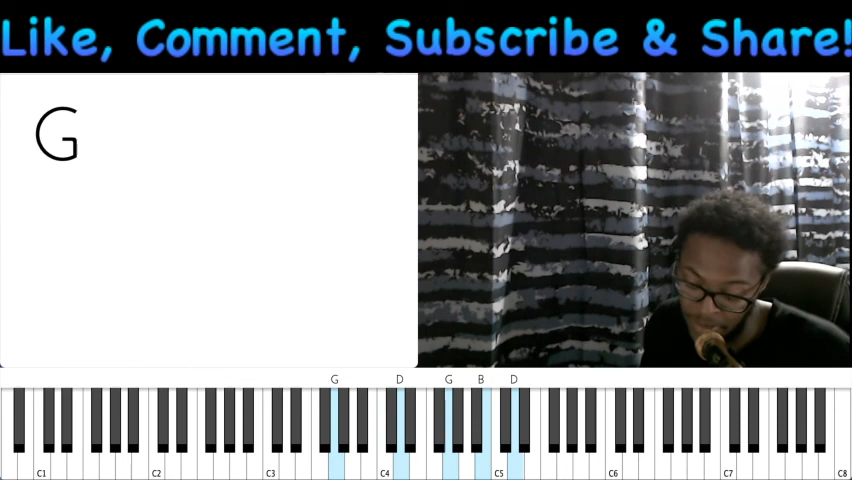 Like, Comment, Subscribe & Share!
G
G D G B D
C1 C2 C3 C4 C5 C6 C7 C8